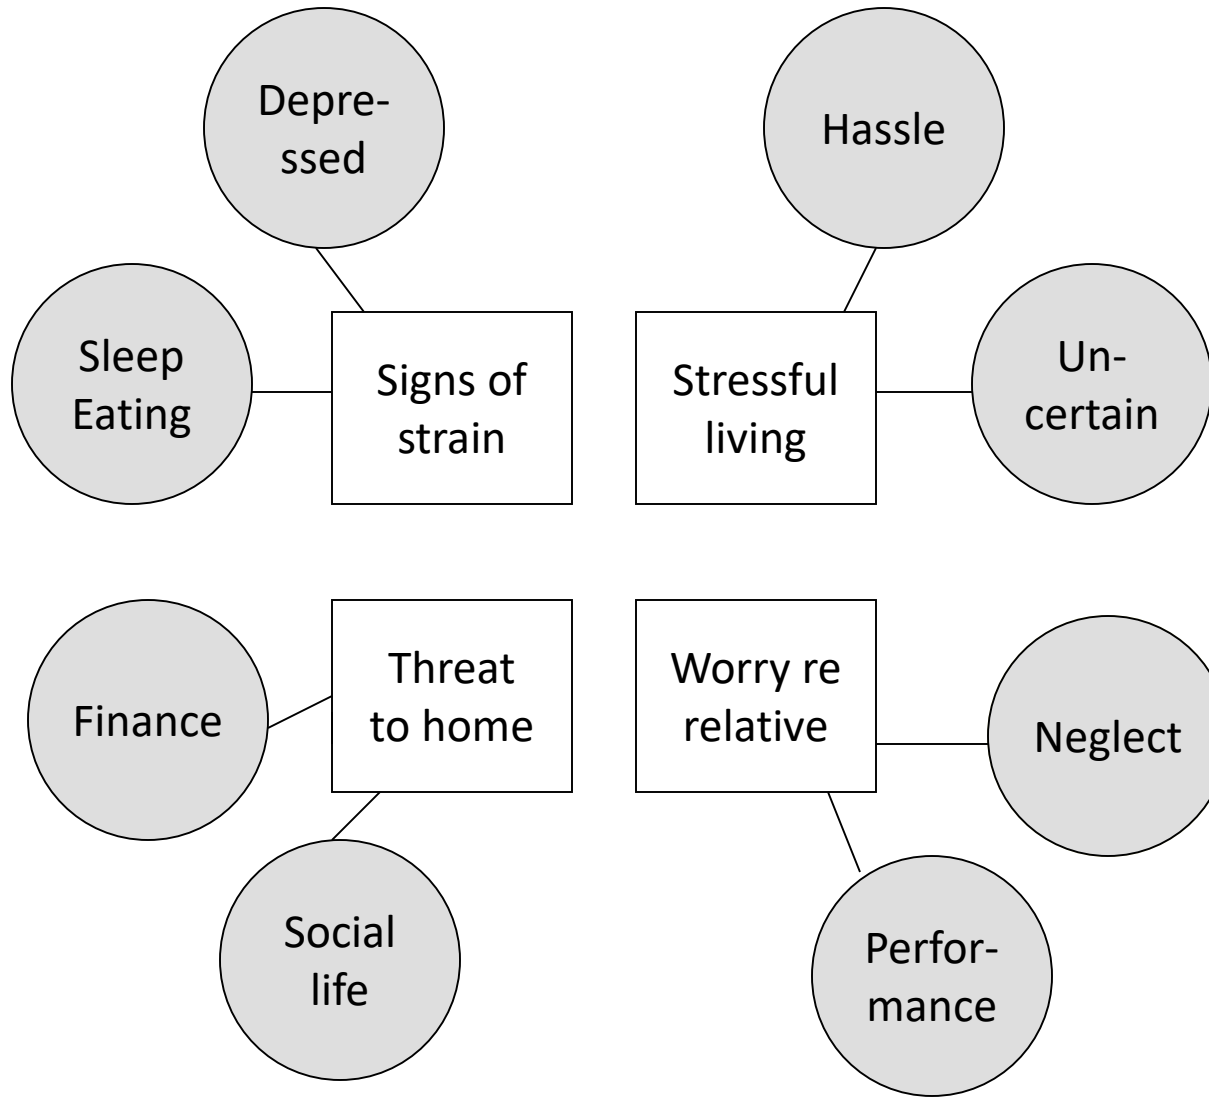 Depre-
ssed
Hassle
Sleep
Eating
Signs of
strain
Stressful
living
Un-
certain
Finance
Threat
to home
Worry re
relative
Neglect
Social
life
Perfor-
mance